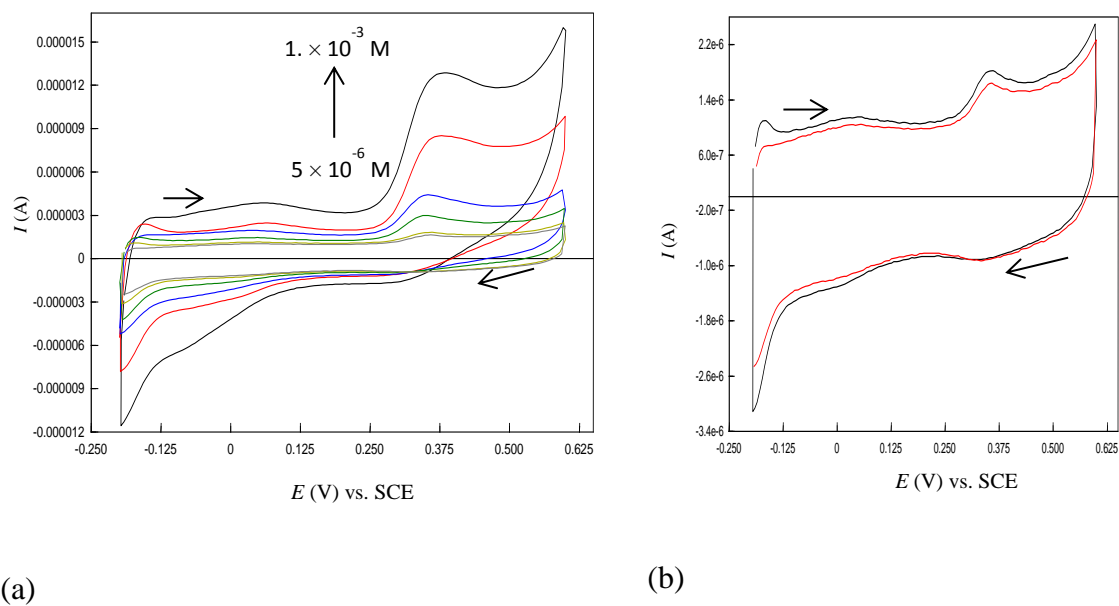 1. × 10⁻³ M
5 × 10⁻⁶ M
I (A)
0.000015
0.000012
0.000009
0.000006
0.000003
0
-0.000003
-0.000006
-0.000009
-0.000012
-0.250 -0.125 0 0.125 0.250 0.375 0.500 0.625
E (V) vs. SCE
(a)
I (A)
2.2e-6
1.4e-6
6.0e-7
-2.0e-7
-1.0e-6
-1.8e-6
-2.6e-6
-3.4e-6
-0.250 -0.125 0 0.125 0.250 0.375 0.500 0.625
E (V) vs. SCE
(b)